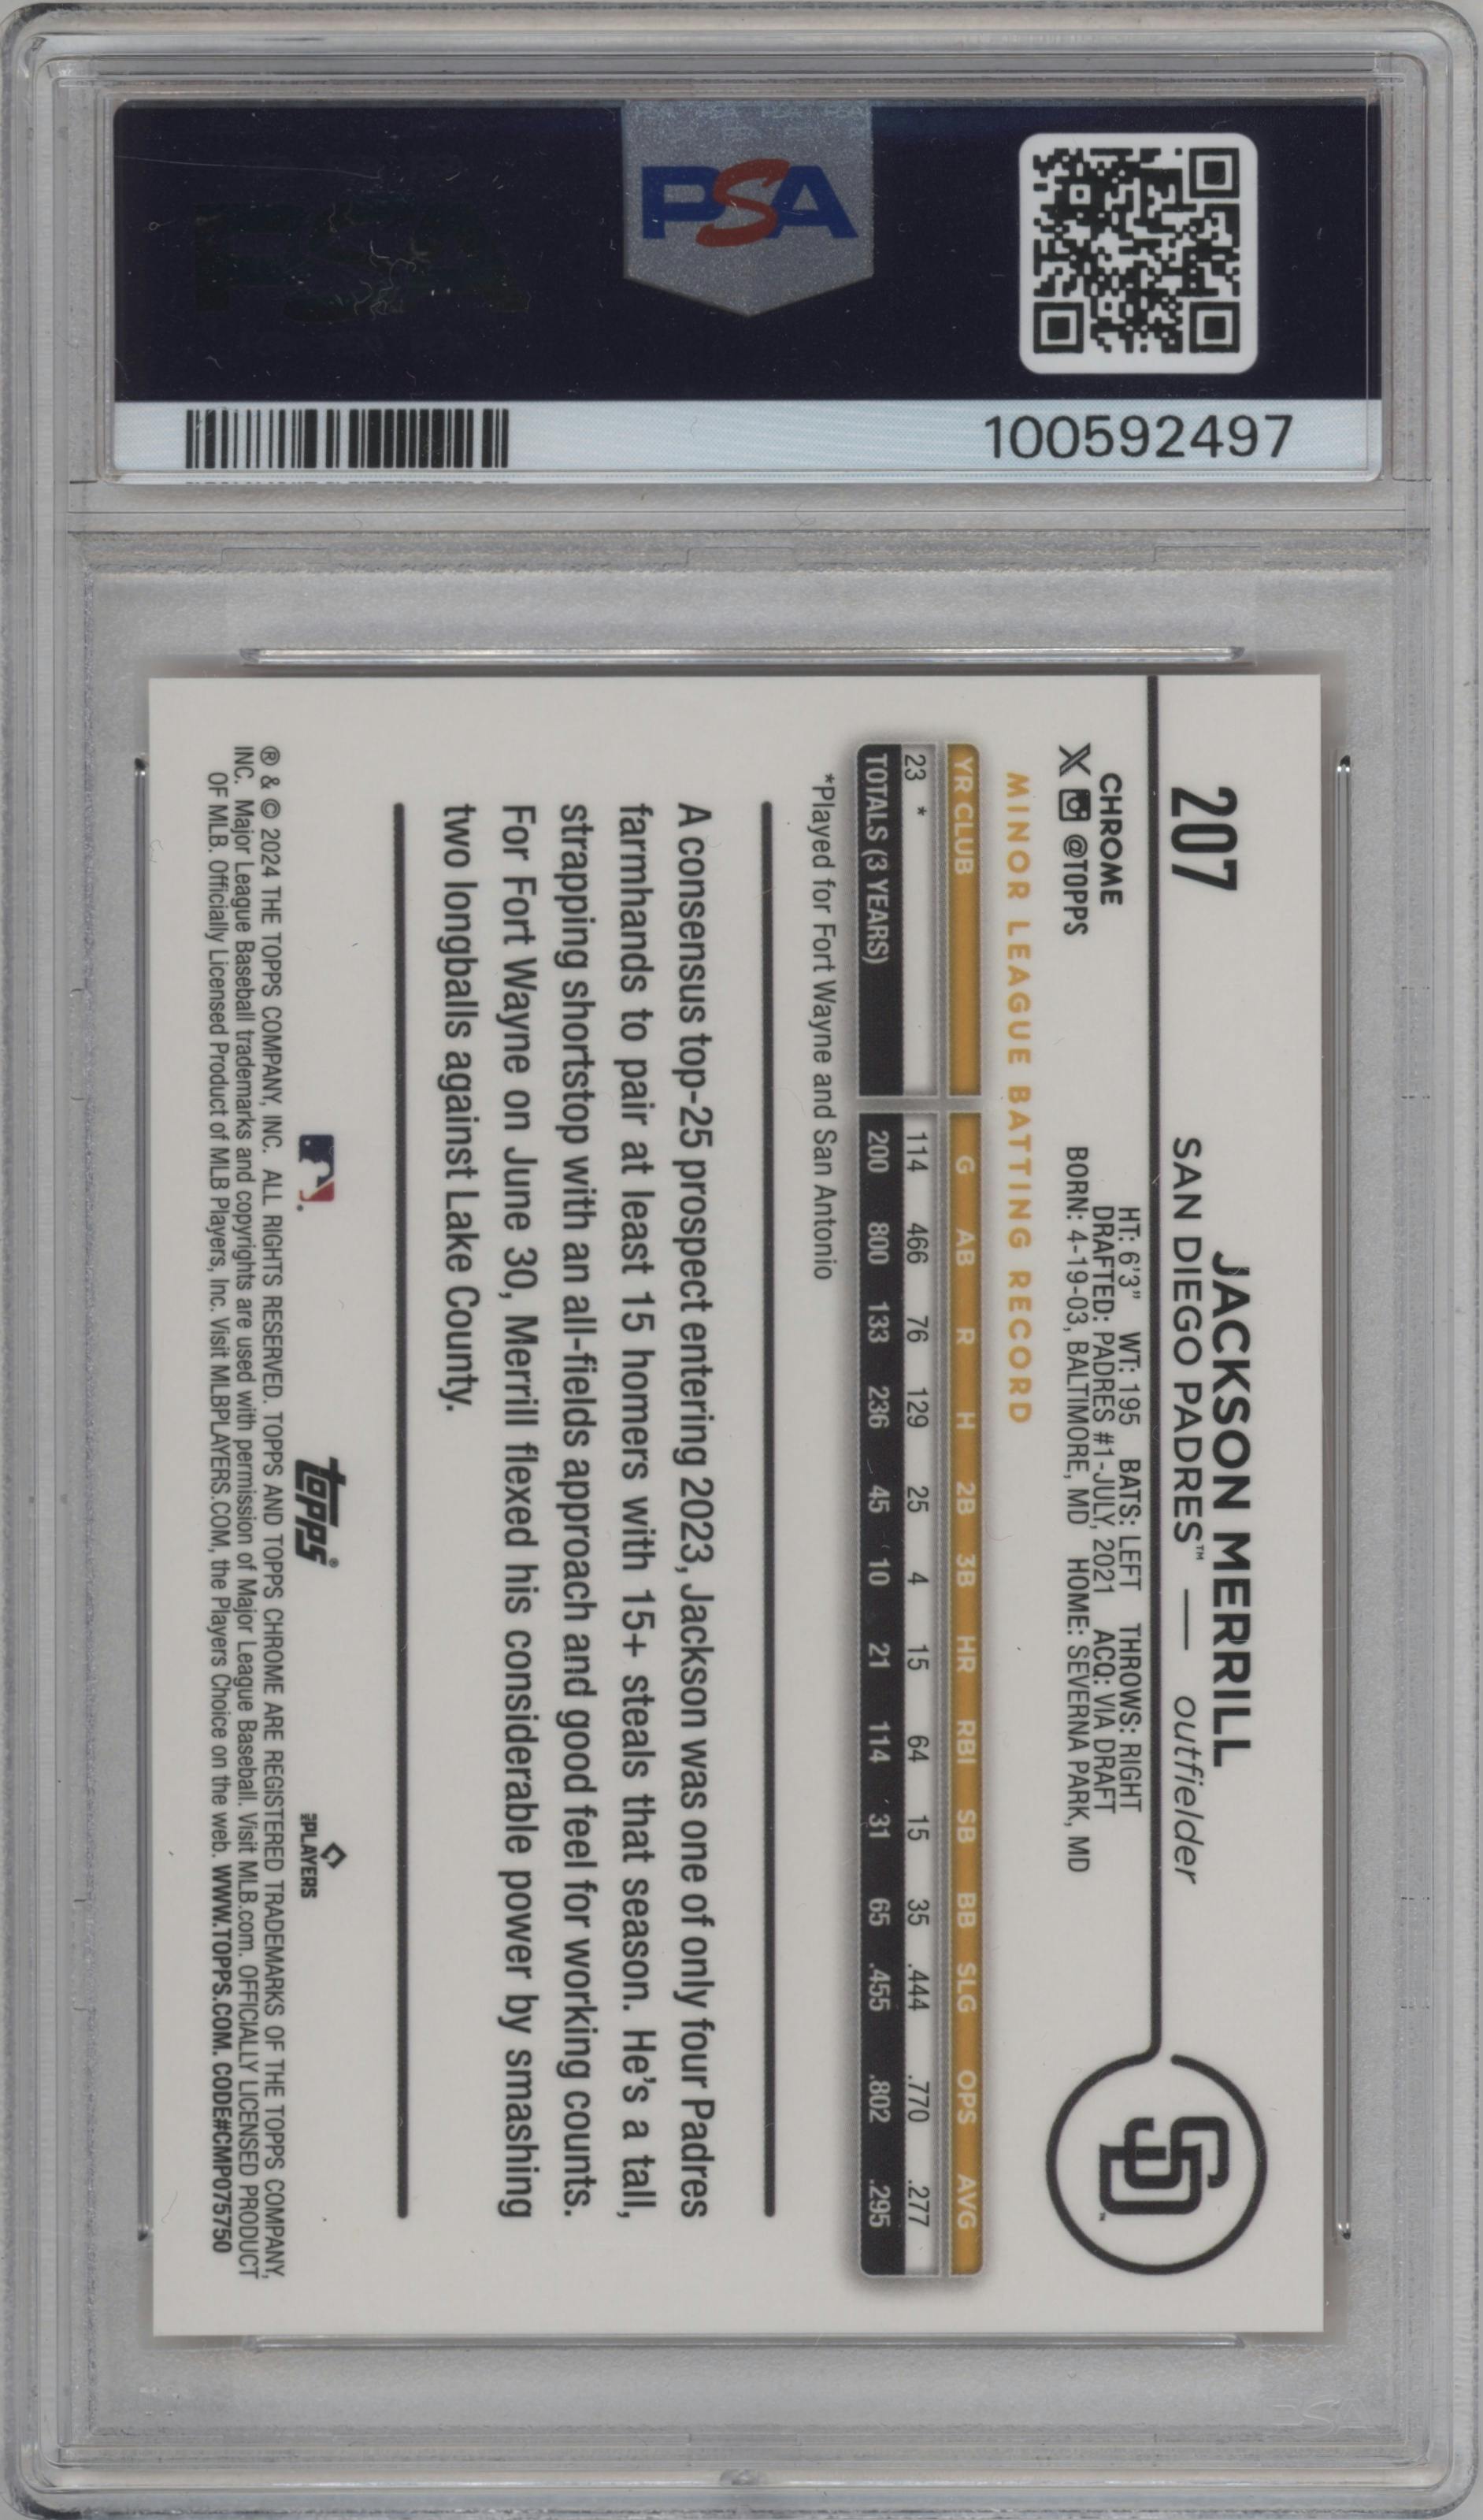 PSA
100592497
207
JACKSON MERRILL
SAN DIEGO PADRES™ — outfielder
SD™
CHROME
X @TOPPS
HT: 6'3" WT: 195 BATS: LEFT THROWS: RIGHT
DRAFTED: PADRES #1-JULY, 2021 ACQ: VIA DRAFT
BORN: 4-19-03, BALTIMORE, MD HOME: SEVERNA PARK, MD
MINOR LEAGUE BATTING RECORD
YR CLUB G AB R H 2B 3B HR RBI SB BB SLG OPS AVG
23 * 114 466 76 129 25 4 15 64 15 35 .444 .770 .277
TOTALS (3 YEARS) 200 800 133 236 45 10 21 114 31 65 .455 .802 .295
*Played for Fort Wayne and San Antonio
A consensus top-25 prospect entering 2023, Jackson was one of only four Padres
farmhands to pair at least 15 homers with 15+ steals that season. He's a tall,
strapping shortstop with an all-fields approach and good feel for working counts.
For Fort Wayne on June 30, Merrill flexed his considerable power by smashing
two longballs against Lake County.
topps®
PLAYERS
® & © 2024 THE TOPPS COMPANY, INC. ALL RIGHTS RESERVED. TOPPS AND TOPPS CHROME ARE REGISTERED TRADEMARKS OF THE TOPPS COMPANY,
INC. Major League Baseball trademarks and copyrights are used with permission of Major League Baseball. Visit MLB.com. OFFICIALLY LICENSED PRODUCT
OF MLB. Officially Licensed Product of MLB Players, Inc. Visit MLBPLAYERS.COM, the Players Choice on the web. WWW.TOPPS.COM. CODE#CMP075750
PSA